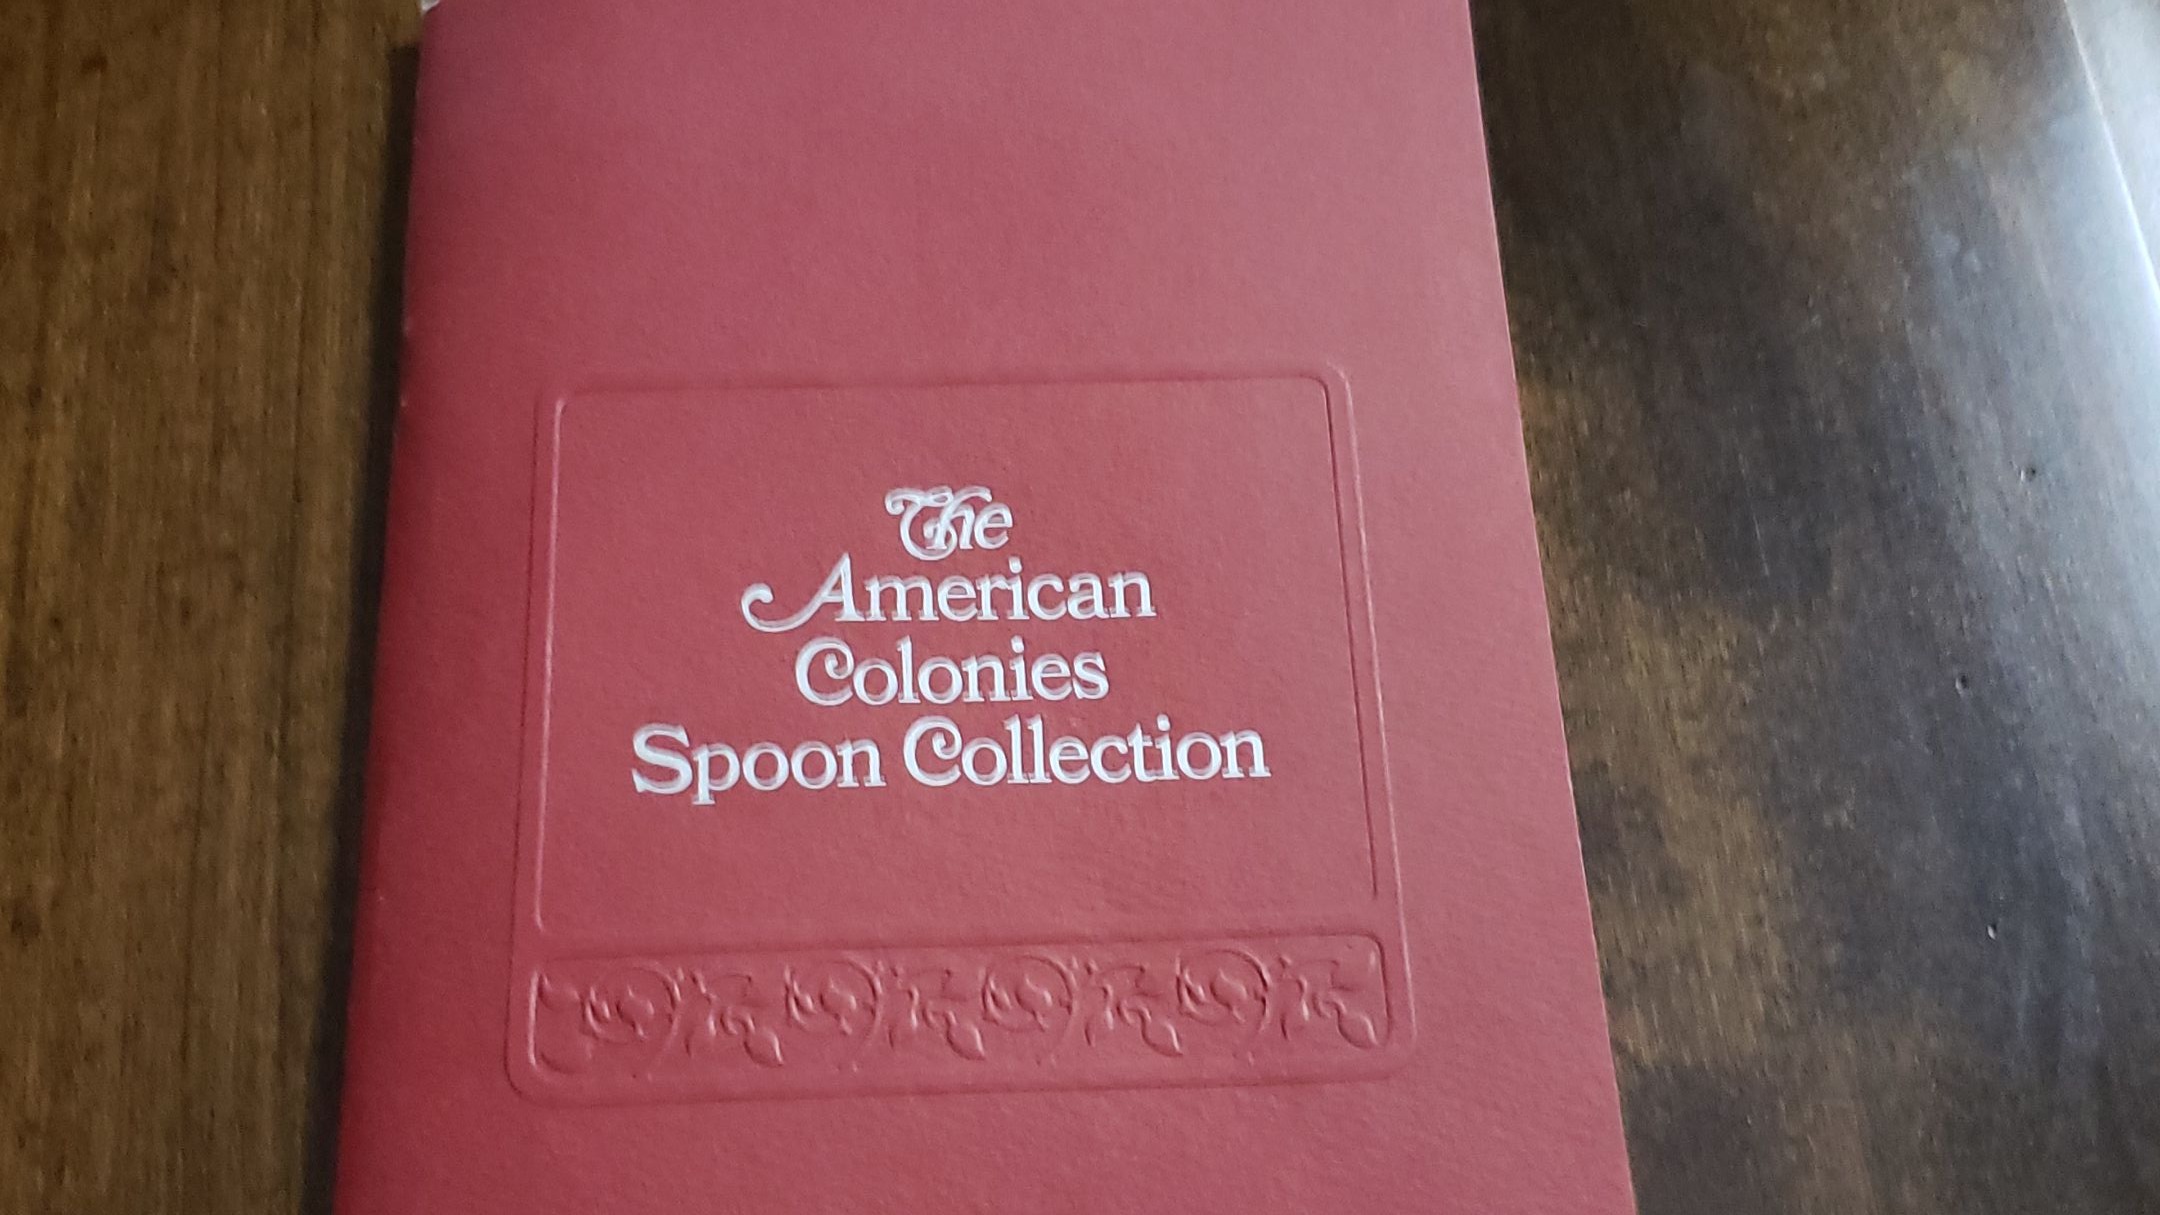 The
American
Colonies
Spoon Collection